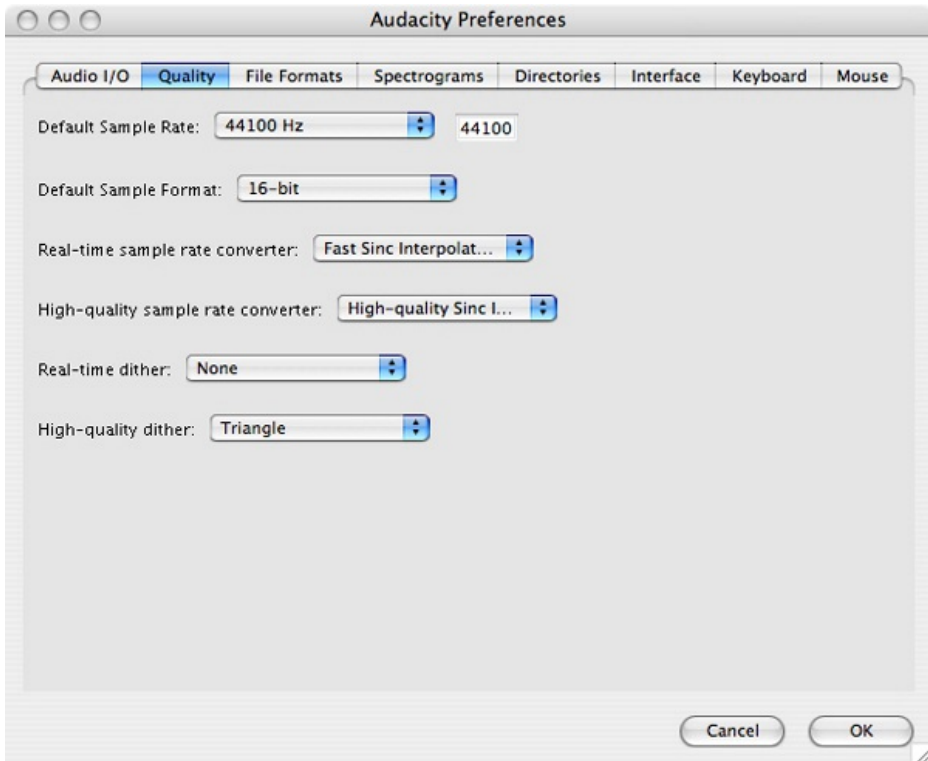 Audacity Preferences
Audio I/O Quality File Formats Spectrograms Directories Interface Keyboard Mouse
Default Sample Rate: 44100 Hz 44100
Default Sample Format: 16-bit
Real-time sample rate converter: Fast Sinc Interpolat...
High-quality sample rate converter: High-quality Sinc I...
Real-time dither: None
High-quality dither: Triangle
Cancel OK